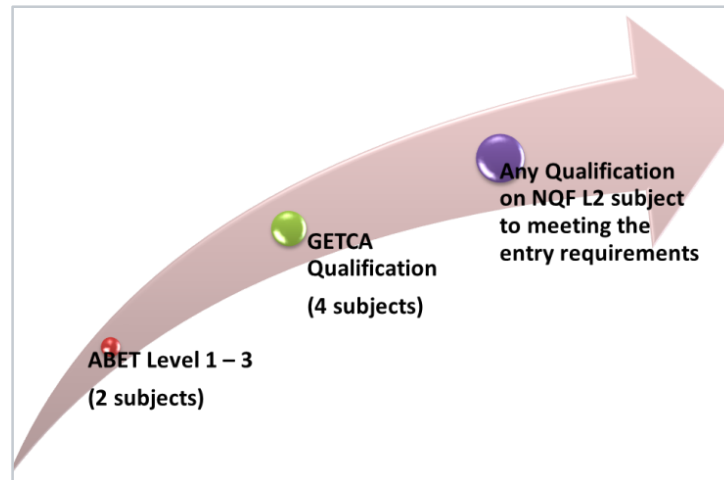 Any Qualification
on NQF L2 subject
to meeting the
entry requirements
GETCA
Qualification
(4 subjects)
ABET Level 1 – 3
(2 subjects)